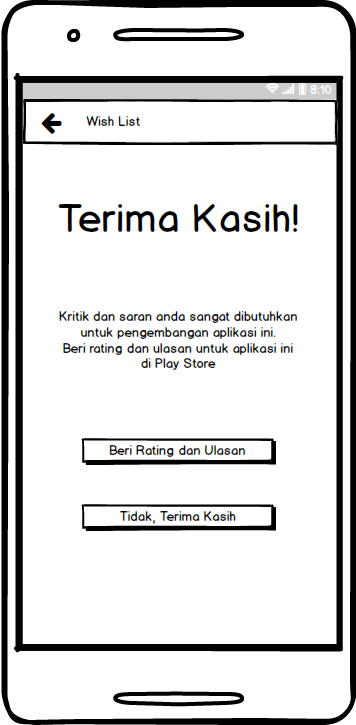 8:10
Wish List
Terima Kasih!
Kritik dan saran anda sangat dibutuhkan
untuk pengembangan aplikasi ini.
Beri rating dan ulasan untuk aplikasi ini
di Play Store
Beri Rating dan Ulasan
Tidak, Terima Kasih